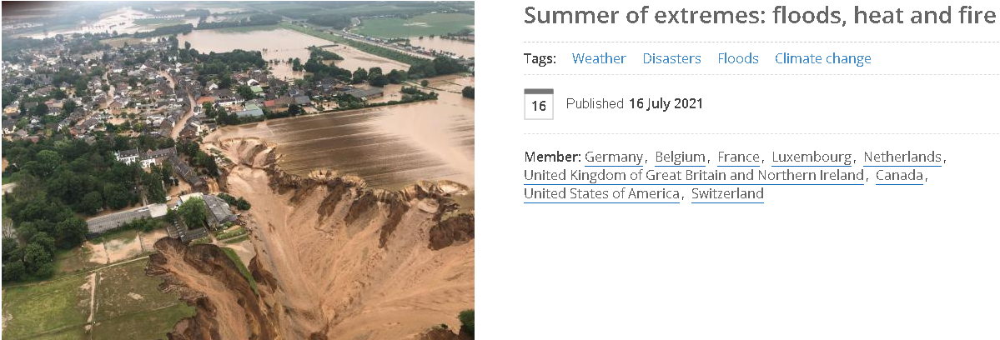 Summer of extremes: floods, heat and fire
Tags: Weather Disasters Floods Climate change
16 Published 16 July 2021
Member: Germany, Belgium, France, Luxembourg, Netherlands,
United Kingdom of Great Britain and Northern Ireland, Canada,
United States of America, Switzerland